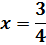 x = 3/4